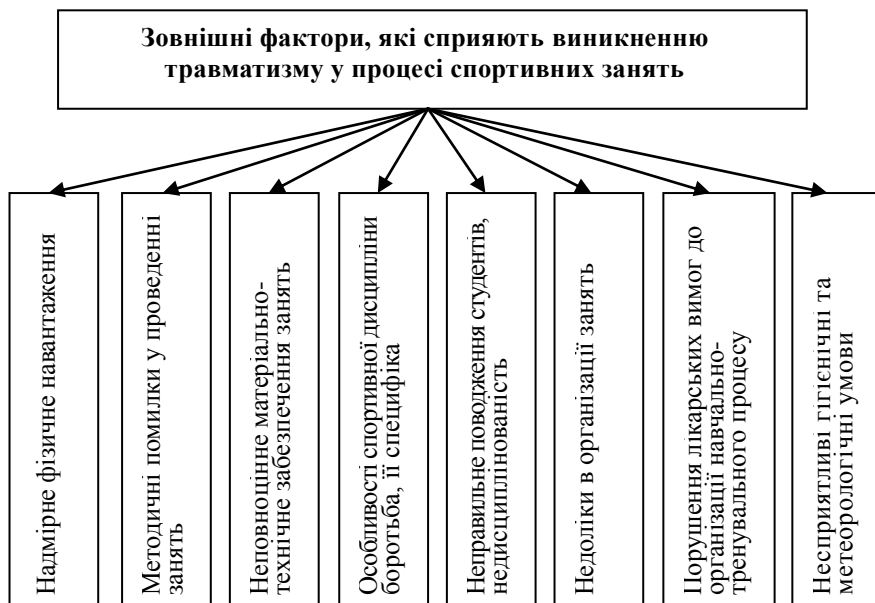 Зовнішні фактори, які сприяють виникненню
травматизму у процесі спортивних занять
Надмірне фізичне навантаження
Методичні помилки у проведенні
занять
Неповноцінне матеріально-
технічне забезпечення занять
Особливості спортивної дисципліни
боротьба, її специфіка
Неправильне поводження студентів,
недисциплінованість
Недоліки в організації занять
Порушення лікарських вимог до
організації навчально-
тренувального процесу
Несприятливі гігієнічні та
метеорологічні умови